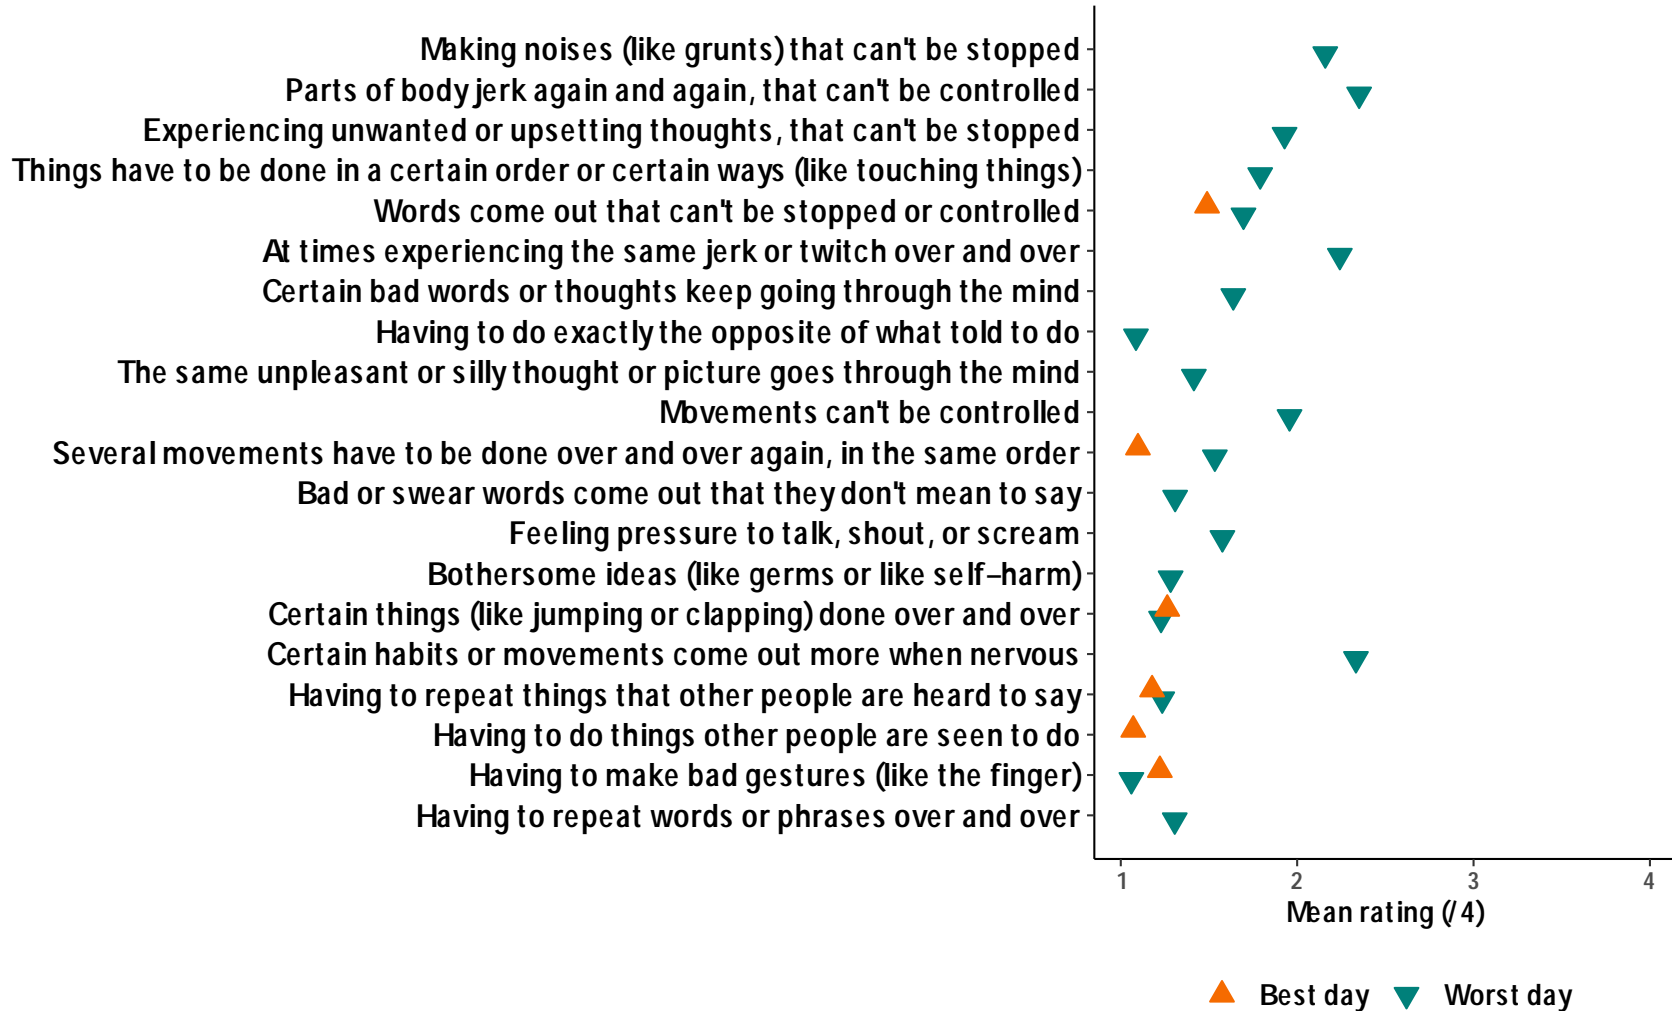 Making noises (like grunts) that can't be stopped
Parts of body jerk again and again, that can't be controlled
Experiencing unwanted or upsetting thoughts, that can't be stopped
Things have to be done in a certain order or certain ways (like touching things)
Words come out that can't be stopped or controlled
At times experiencing the same jerk or twitch over and over
Certain bad words or thoughts keep going through the mind
Having to do exactly the opposite of what told to do
The same unpleasant or silly thought or picture goes through the mind
Movements can't be controlled
Several movements have to be done over and over again, in the same order
Bad or swear words come out that they don't mean to say
Feeling pressure to talk, shout, or scream
Bothersome ideas (like germs or like self−harm)
Certain things (like jumping or clapping) done over and over
Certain habits or movements come out more when nervous
Having to repeat things that other people are heard to say
Having to do things other people are seen to do
Having to make bad gestures (like the finger)
Having to repeat words or phrases over and over
1 2 3 4
Mean rating (/4)
Best day Worst day